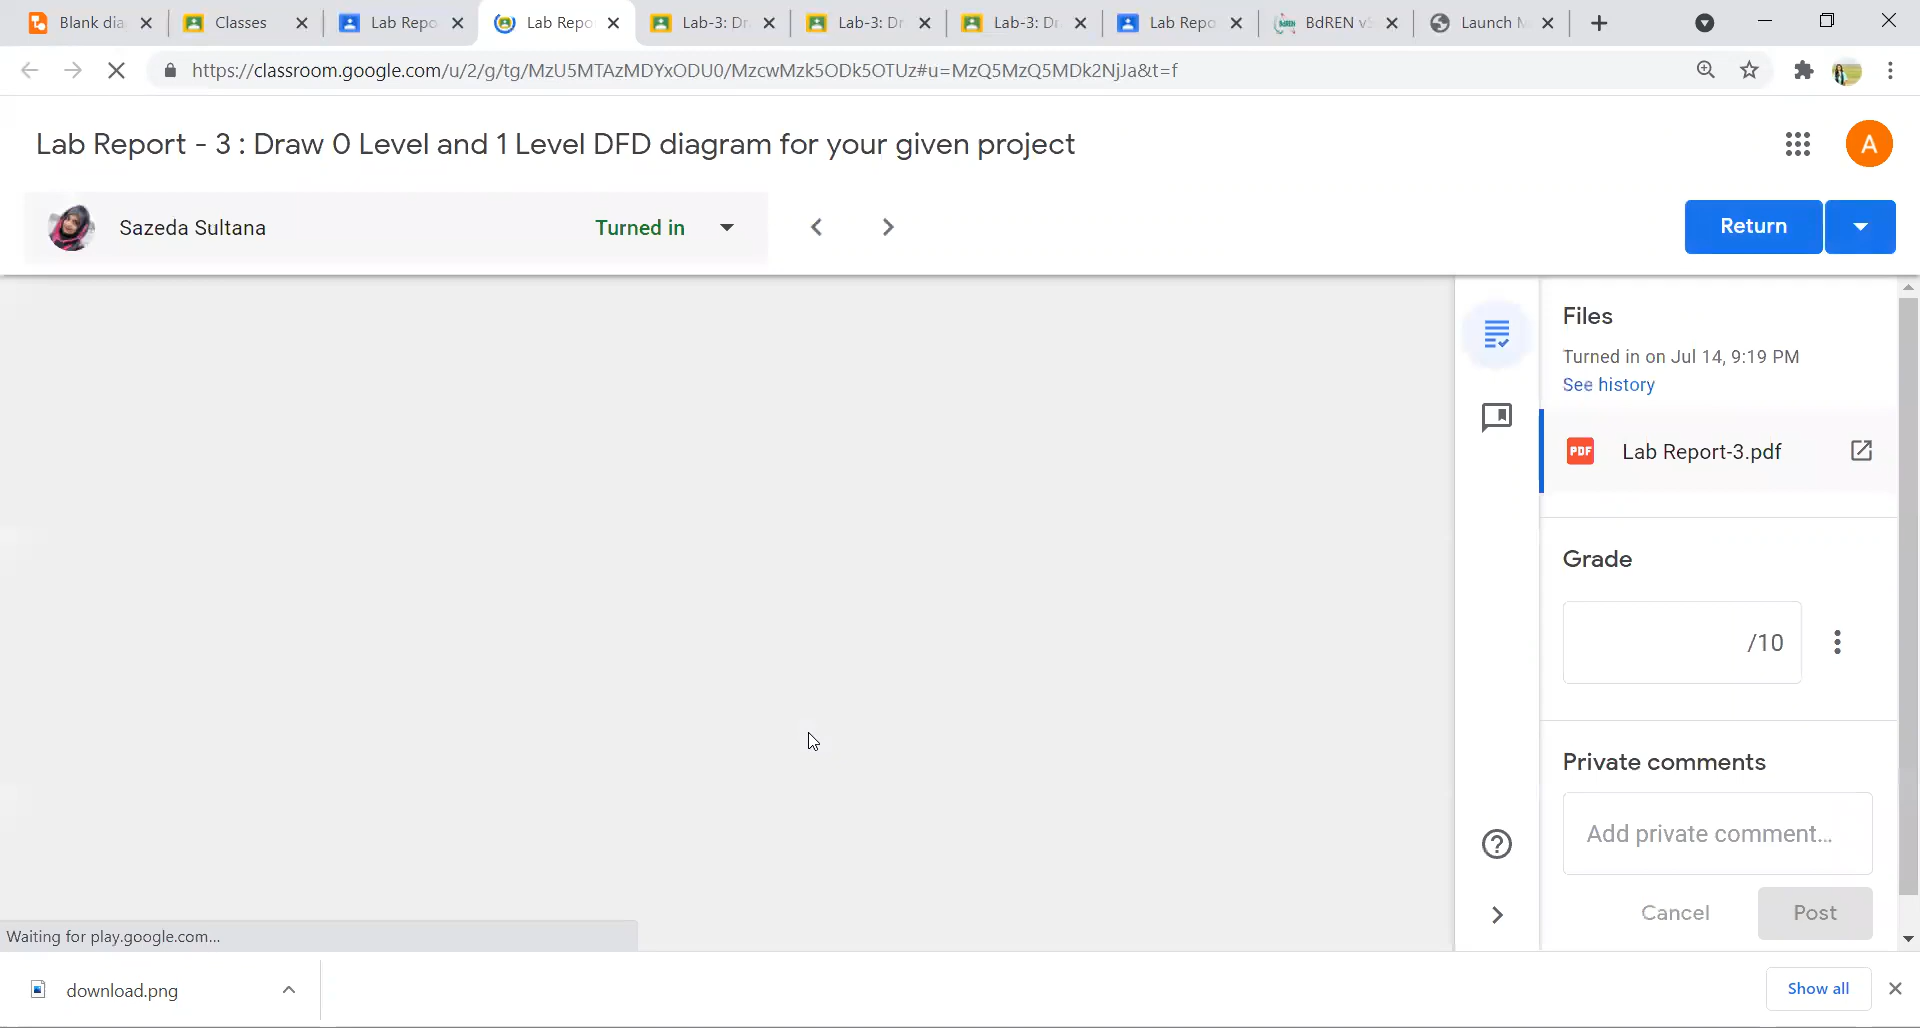 Blank dia
Classes
Lab Repo
Lab Repo
Lab-3: Dr
Lab-3: Dr
Lab-3: Dr
Lab Repo
BdREN v
Launch M
https://classroom.google.com/u/2/g/tg/MzU5MTAzMDYxODU0/MzcwMzk5ODk5OTUz#u=MzQ5MzQ5MDk2NjJa&t=f
Lab Report - 3 : Draw 0 Level and 1 Level DFD diagram for your given project
A
Sazeda Sultana
Turned in
Return
Files
Turned in on Jul 14, 9:19 PM
See history
PDF
Lab Report-3.pdf
Grade
/10
Private comments
Add private comment...
Cancel
Post
Waiting for play.google.com...
download.png
Show all